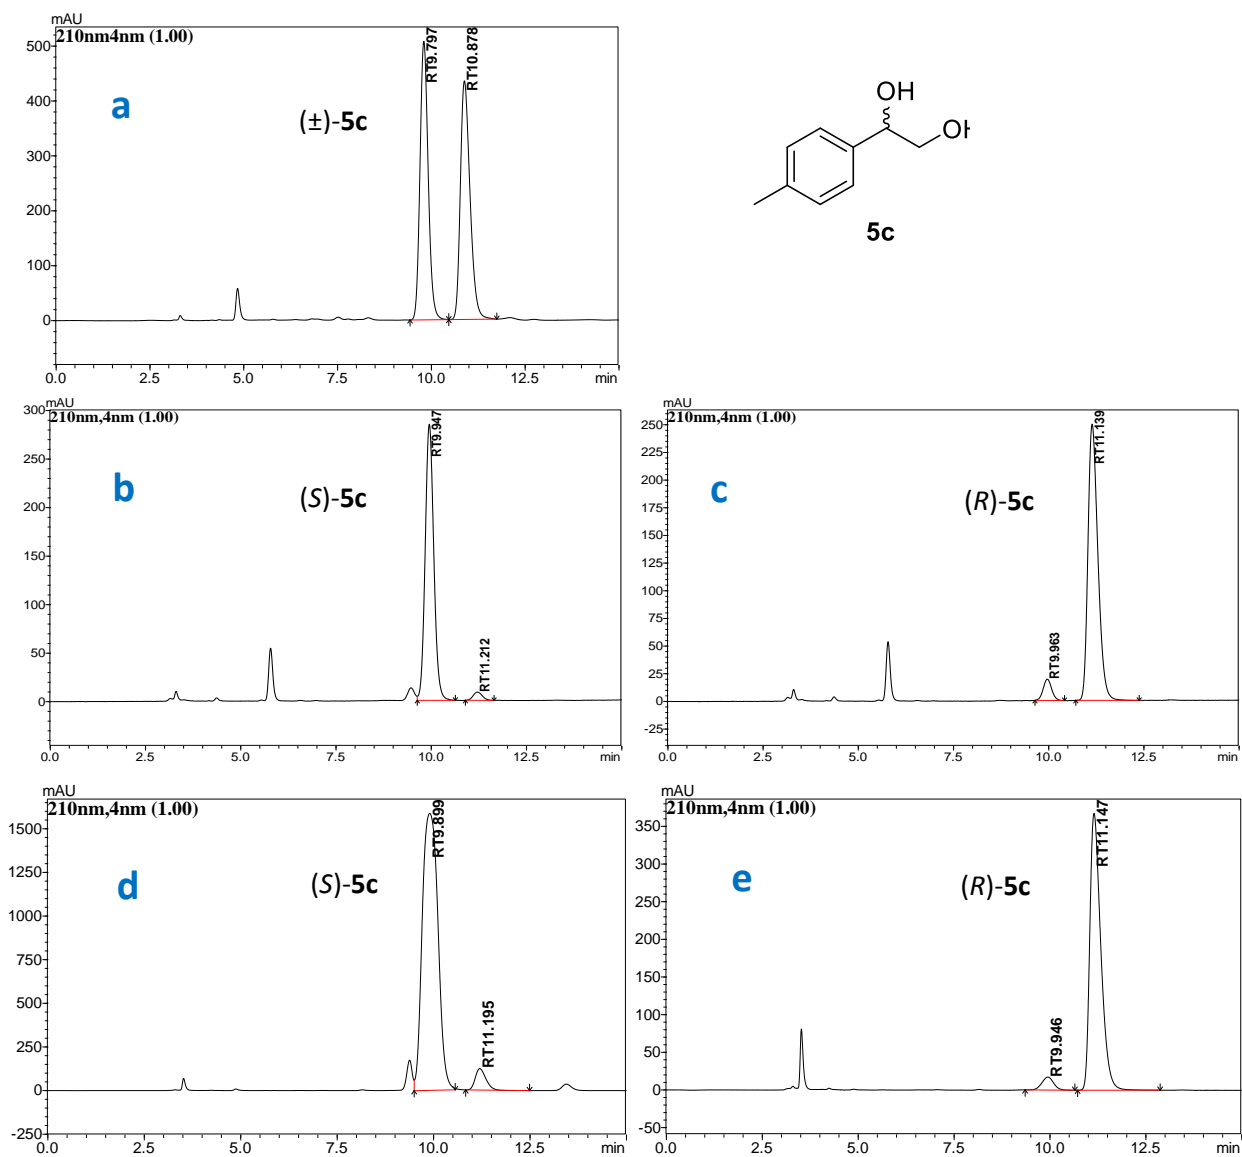 mAU
210nm4nm (1.00)
500
400
300
200
100
0
a
(±)-5c
RT9.797
RT10.878
0.0 2.5 5.0 7.5 10.0 12.5 min
OH
OH
5c
mAU
210nm,4nm (1.00)
300
250
200
150
100
50
0
b
(S)-5c
RT9.947
RT11.212
0.0 2.5 5.0 7.5 10.0 12.5 min
mAU
210nm,4nm (1.00)
250
225
200
175
150
125
100
75
50
25
0
-25
c
(R)-5c
RT9.963
RT11.139
0.0 2.5 5.0 7.5 10.0 12.5 min
mAU
210nm,4nm (1.00)
1500
1250
1000
750
500
250
0
-250
d
(S)-5c
RT9.899
RT11.195
0.0 2.5 5.0 7.5 10.0 12.5 min
mAU
210nm,4nm (1.00)
350
300
250
200
150
100
50
0
-50
e
(R)-5c
RT9.946
RT11.147
0.0 2.5 5.0 7.5 10.0 12.5 min